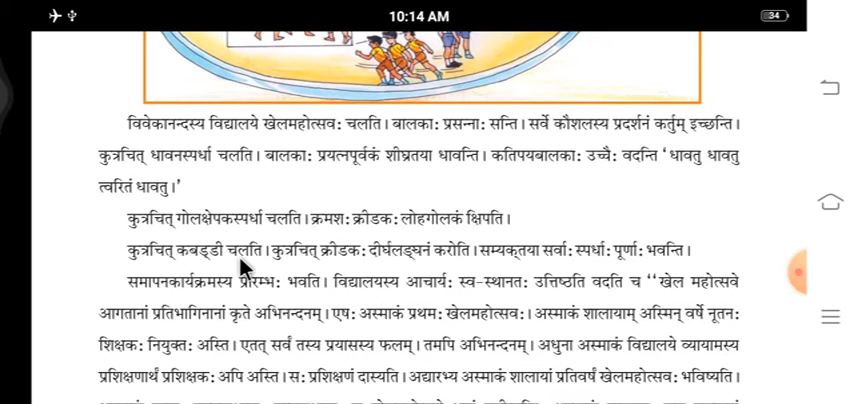 10:14 AM
34
विवेकानन्दस्य विद्यालये खेलमहोत्सवः चलति। बालकाः प्रसन्नाः सन्ति। सर्वे कौशलस्य प्रदर्शनं कर्तुम् इच्छन्ति।
कुत्रचित् धावनस्पर्धा चलति। बालकाः प्रयत्नपूर्वकं शीघ्रतया धावन्ति। कतिपयबालकाः उच्चैः वदन्ति ‘धावतु धावतु
त्वरितं धावतु।’
कुत्रचित् गोलक्षेपकस्पर्धा चलति। क्रमशः क्रीडकः लोहगोलकं क्षिपति।
कुत्रचित् कबड्डी चलति। कुत्रचित् क्रीडकः दीर्घलङ्घनं करोति। सम्यक्तया सर्वाः स्पर्धाः पूर्णाः भवन्ति।
समापनकार्यक्रमस्य प्रारम्भः भवति। विद्यालयस्य आचार्यः स्व-स्थानतः उत्तिष्ठति वदति च “खेल महोत्सवे
आगतानां प्रतिभागिनानां कृते अभिनन्दनम्। एषः अस्माकं प्रथमः खेलमहोत्सवः। अस्माकं शालायाम् अस्मिन् वर्षे नूतनः
शिक्षकः नियुक्तः अस्ति। एतत् सर्वं तस्य प्रयासस्य फलम्। तमपि अभिनन्दनम्। अधुना अस्माकं विद्यालये व्यायामस्य
प्रशिक्षणार्थं प्रशिक्षकः अपि अस्ति। सः प्रशिक्षणं दास्यति। अद्यारभ्य अस्माकं शालायां प्रतिवर्षं खेलमहोत्सवः भविष्यति।